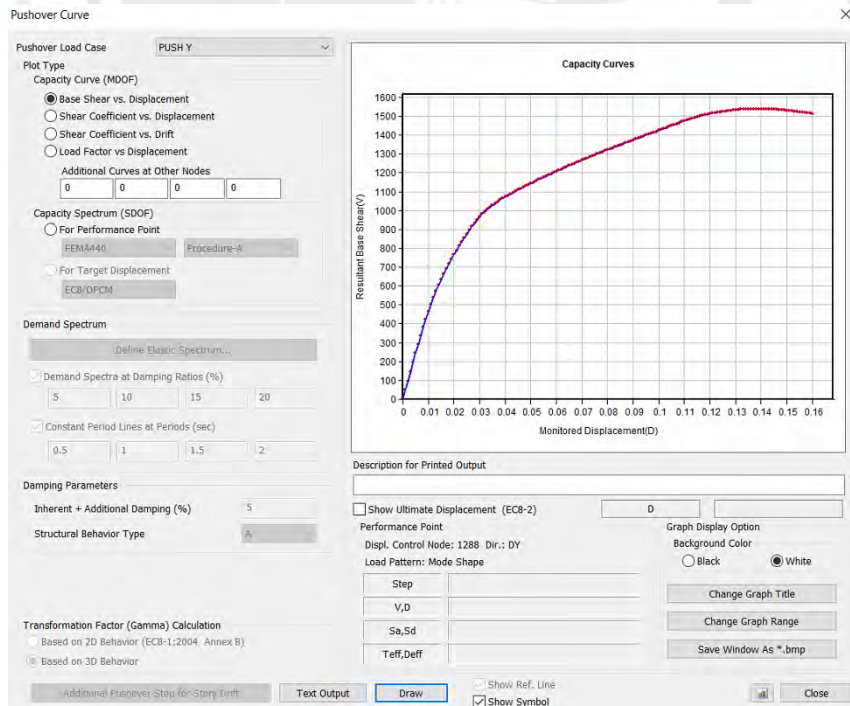 Pushover Curve
Pushover Load Case PUSH Y
Plot Type
Capacity Curve (MDOF)
Base Shear vs. Displacement
Shear Coefficient vs. Displacement
Shear Coefficient vs. Drift
Load Factor vs Displacement
Additional Curves at Other Nodes
0 0 0 0
Capacity Spectrum (SDOF)
For Performance Point
FEMA440 Procedure-A
For Target Displacement
EC8/OPCM
Demand Spectrum
Define Elastic Spectrum...
Demand Spectra at Damping Ratios (%)
5 10 15 20
Constant Period Lines at Periods (sec)
0.5 1 1.5 2
Damping Parameters
Inherent + Additional Damping (%) 5
Structural Behavior Type A
Transformation Factor (Gamma) Calculation
Based on 2D Behavior (EC8-1:2004 Annex B)
Based on 3D Behavior
Additional Pushover Step for Story Drift
Text Output
Draw
Show Ref. Line
Show Symbol
Close
Capacity Curves
Resultant Base Shear(V)
1600
1500
1400
1300
1200
1100
1000
900
800
700
600
500
400
300
200
100
0
0 0.01 0.02 0.03 0.04 0.05 0.06 0.07 0.08 0.09 0.1 0.11 0.12 0.13 0.14 0.15 0.16
Monitored Displacement(D)
Description for Printed Output
Show Ultimate Displacement (EC8-2) D
Performance Point
Displ. Control Node: 1288 Dir.: DY
Load Pattern: Mode Shape
Step
V,D
Sa,Sd
Teff,Deff
Graph Display Option
Background Color
Black White
Change Graph Title
Change Graph Range
Save Window As *.bmp